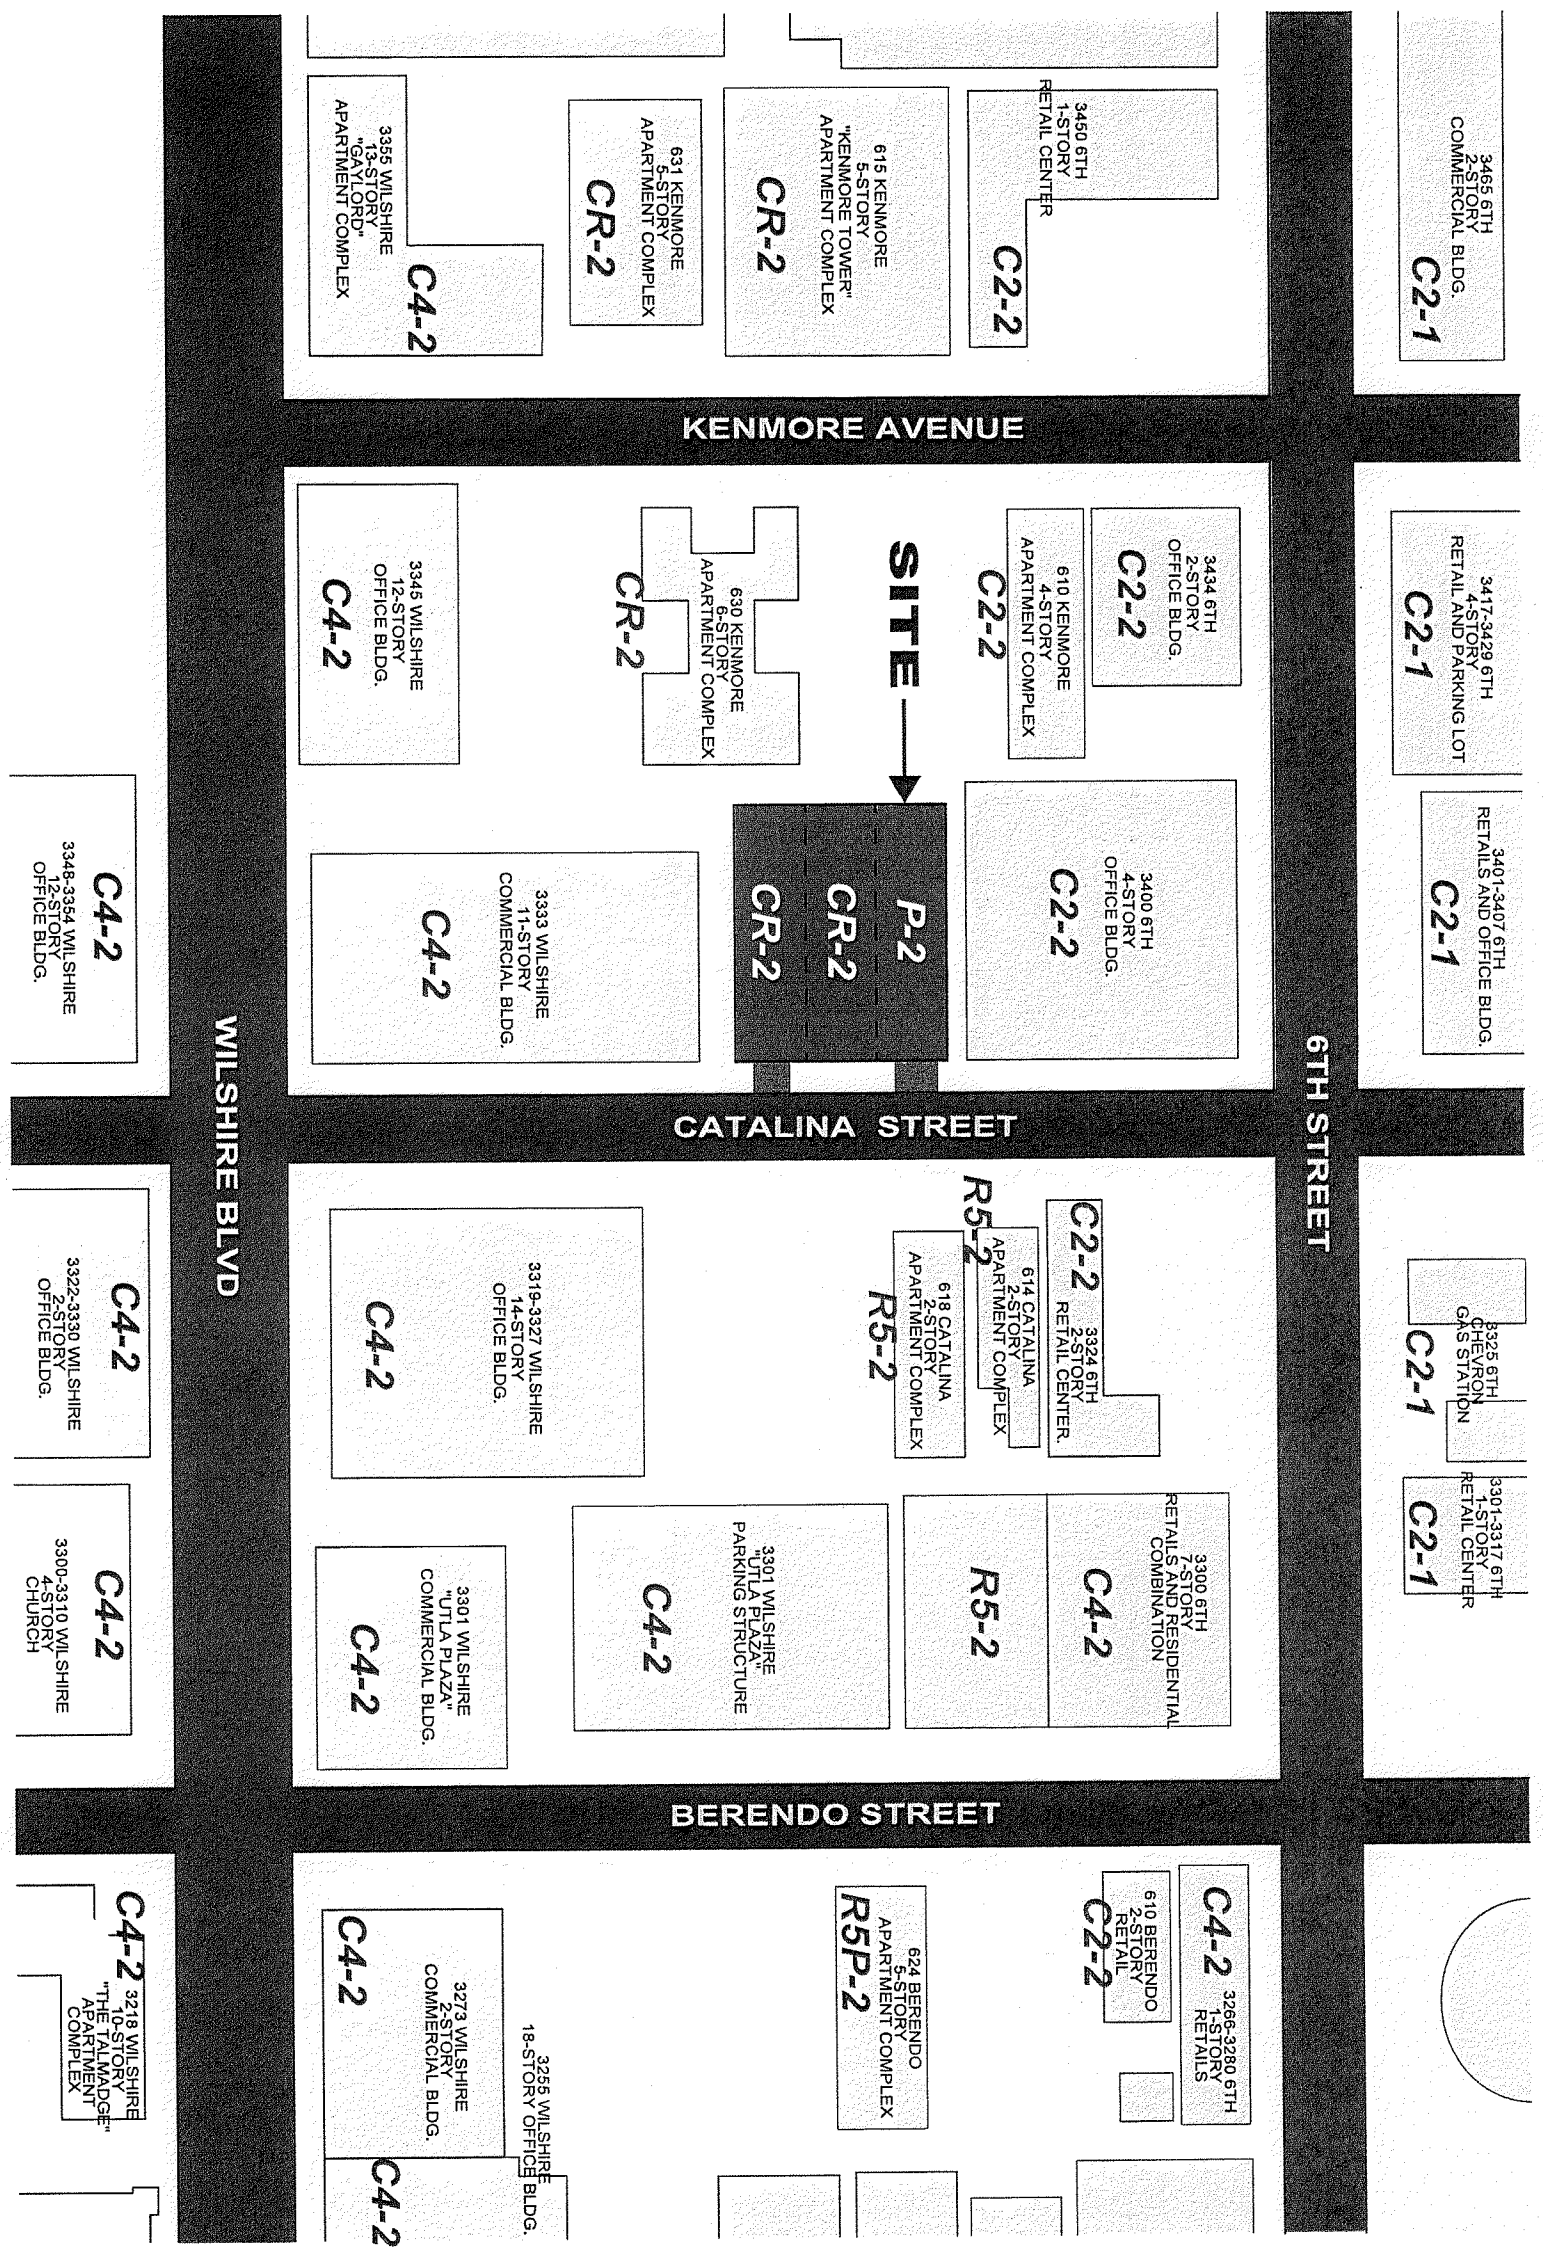 3465 6TH
2-STORY
COMMERCIAL BLDG.
C2-1
3417-3429 6TH
4-STORY
RETAIL AND PARKING LOT
C2-1
3401-3407 6TH
RETAILS AND OFFICE BLDG.
C2-1
3325 6TH
CHEVRON
GAS STATION
C2-1
3301-3317 6TH
1-STORY
RETAIL CENTER
C2-1
6TH STREET
3450 6TH
1-STORY
RETAIL CENTER
C2-2
615 KENMORE
"KENMORE TOWER"
5-STORY
APARTMENT COMPLEX
CR-2
631 KENMORE
5-STORY
APARTMENT COMPLEX
CR-2
3355 WILSHIRE
13-STORY
"GAYLORD"
APARTMENT COMPLEX
C4-2
KENMORE AVENUE
3434 6TH
2-STORY
OFFICE BLDG.
C2-2
610 KENMORE
4-STORY
APARTMENT COMPLEX
C2-2
SITE
630 KENMORE
6-STORY
APARTMENT COMPLEX
CR-2
3345 WILSHIRE
12-STORY
OFFICE BLDG.
C4-2
3400 6TH
4-STORY
OFFICE BLDG.
C2-2
P-2
CR-2
CR-2
3333 WILSHIRE
11-STORY
COMMERCIAL BLDG.
C4-2
CATALINA STREET
3324 6TH
2-STORY
RETAIL CENTER.
C2-2
614 CATALINA
2-STORY
APARTMENT COMPLEX
R5-2
618 CATALINA
2-STORY
APARTMENT COMPLEX
R5-2
3319-3327 WILSHIRE
14-STORY
OFFICE BLDG.
C4-2
3300 6TH
7-STORY
RETAILS AND RESIDENTIAL
COMBINATION
C4-2
R5-2
3301 WILSHIRE
"UTLA PLAZA"
PARKING STRUCTURE
C4-2
3301 WILSHIRE
"UTLA PLAZA"
COMMERCIAL BLDG.
C4-2
BERENDO STREET
C4-2
3266-3280 6TH
1-STORY
RETAILS
610 BERENDO
2-STORY
RETAIL
C2-2
624 BERENDO
5-STORY
APARTMENT COMPLEX
R5P-2
3255 WILSHIRE
18-STORY OFFICE BLDG.
C4-2
3273 WILSHIRE
2-STORY
COMMERCIAL BLDG.
C4-2
WILSHIRE BLVD
C4-2
3348-3354 WILSHIRE
12-STORY
OFFICE BLDG.
C4-2
3322-3330 WILSHIRE
2-STORY
OFFICE BLDG.
C4-2
3300-3310 WILSHIRE
4-STORY
CHURCH
C4-2
3218 WILSHIRE
10-STORY
"THE TALMADGE"
APARTMENT
COMPLEX